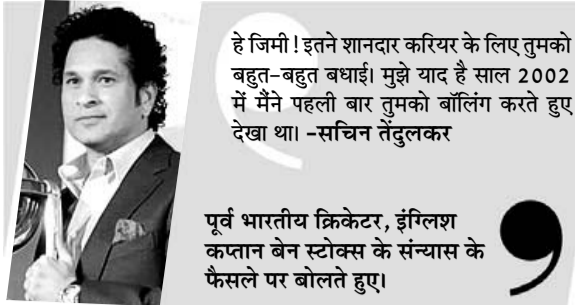 हे जिमी! इतने शानदार करियर के लिए तुमको
बहुत-बहुत बधाई। मुझे याद है साल 2002
में मैंने पहली बार तुमको बॉलिंग करते हुए
देखा था। -सचिन तेंदुलकर
पूर्व भारतीय क्रिकेटर, इंग्लिश
कप्तान बेन स्टोक्स के संन्यास के
फैसले पर बोलते हुए।